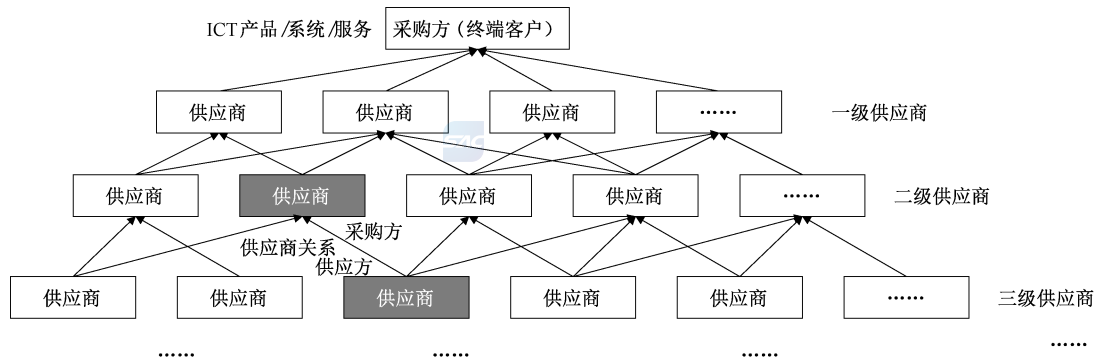 ICT产品/系统/服务 采购方（终端客户）
供应商 供应商 供应商 …… 一级供应商
供应商 供应商 供应商 供应商 …… 二级供应商
采购方
供应商关系
供应方
供应商 供应商 供应商 供应商 供应商 …… 三级供应商
…… …… …… ……